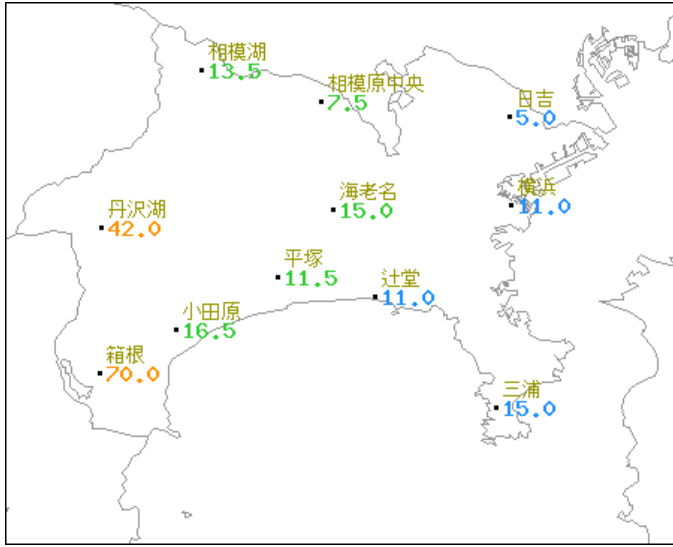 相模湖
13.5
相模原中央
7.5
日吉
5.0
海老名
15.0
横浜
11.0
丹沢湖
42.0
平塚
11.5
辻堂
11.0
小田原
16.5
箱根
70.0
三浦
15.0